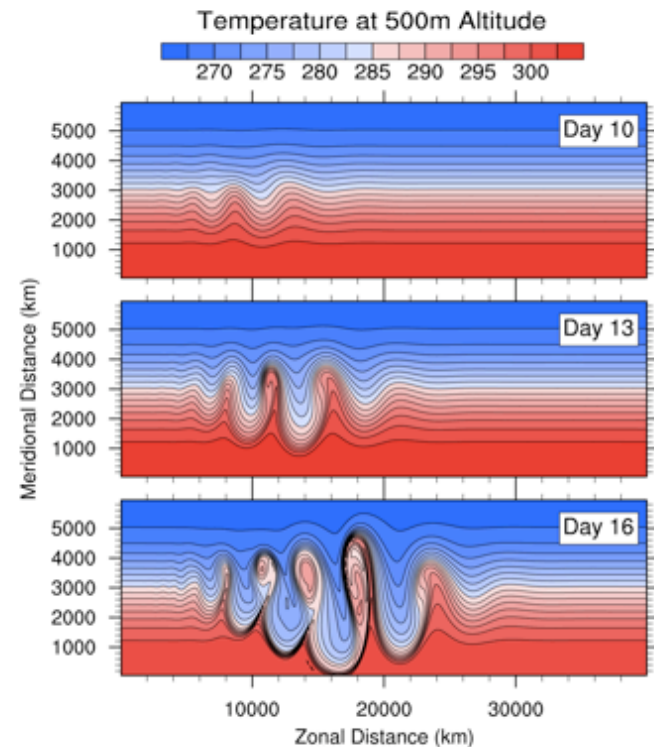 Temperature at 500m Altitude
270 275 280 285 290 295 300
Day 10
5000
4000
3000
2000
1000
Day 13
5000
4000
3000
2000
1000
Meridional Distance (km)
Day 16
5000
4000
3000
2000
1000
10000 20000 30000
Zonal Distance (km)